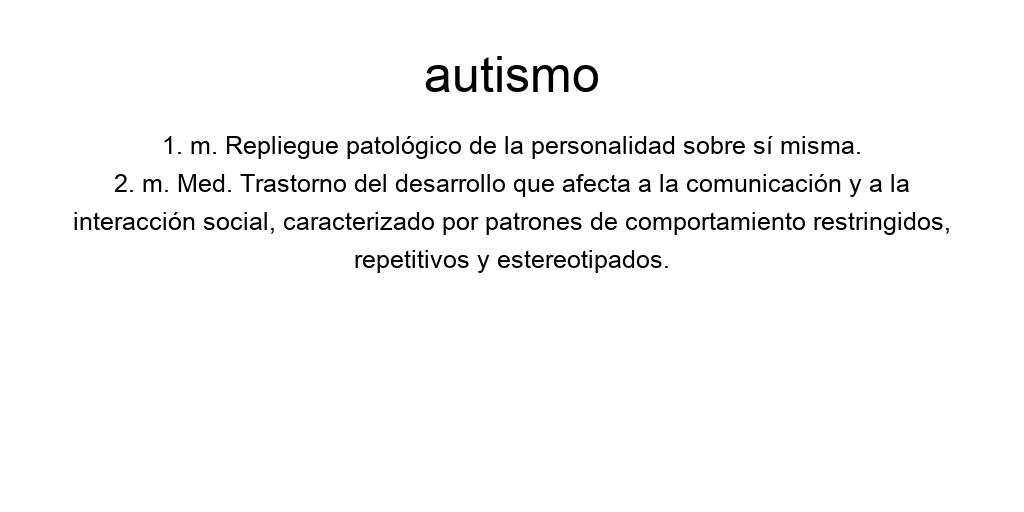 autismo
1. m. Repliegue patológico de la personalidad sobre sí misma.
2. m. Med. Trastorno del desarrollo que afecta a la comunicación y a la
interacción social, caracterizado por patrones de comportamiento restringidos,
repetitivos y estereotipados.